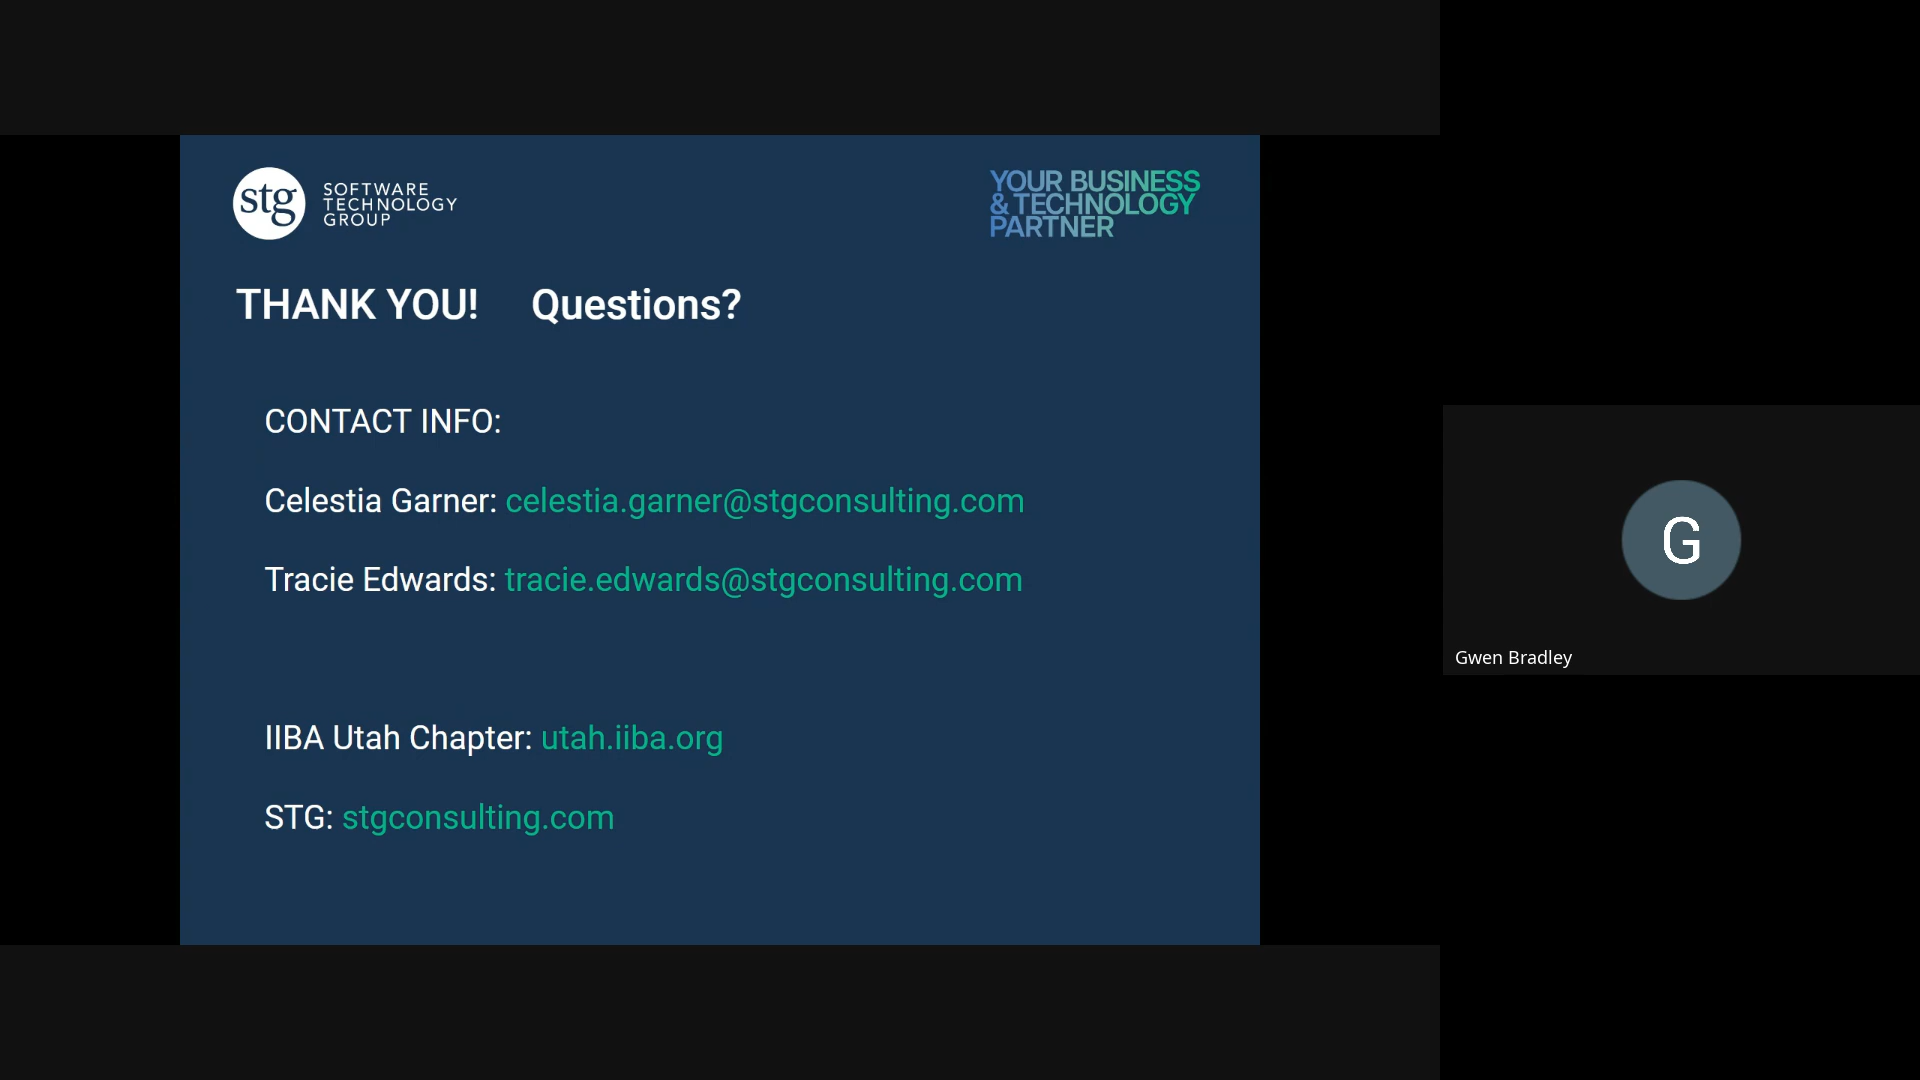 stg
SOFTWARE
TECHNOLOGY
GROUP
YOUR BUSINESS
& TECHNOLOGY
PARTNER
THANK YOU! Questions?
CONTACT INFO:
Celestia Garner: celestia.garner@stgconsulting.com
Tracie Edwards: tracie.edwards@stgconsulting.com
IIBA Utah Chapter: utah.iiba.org
STG: stgconsulting.com
G
Gwen Bradley